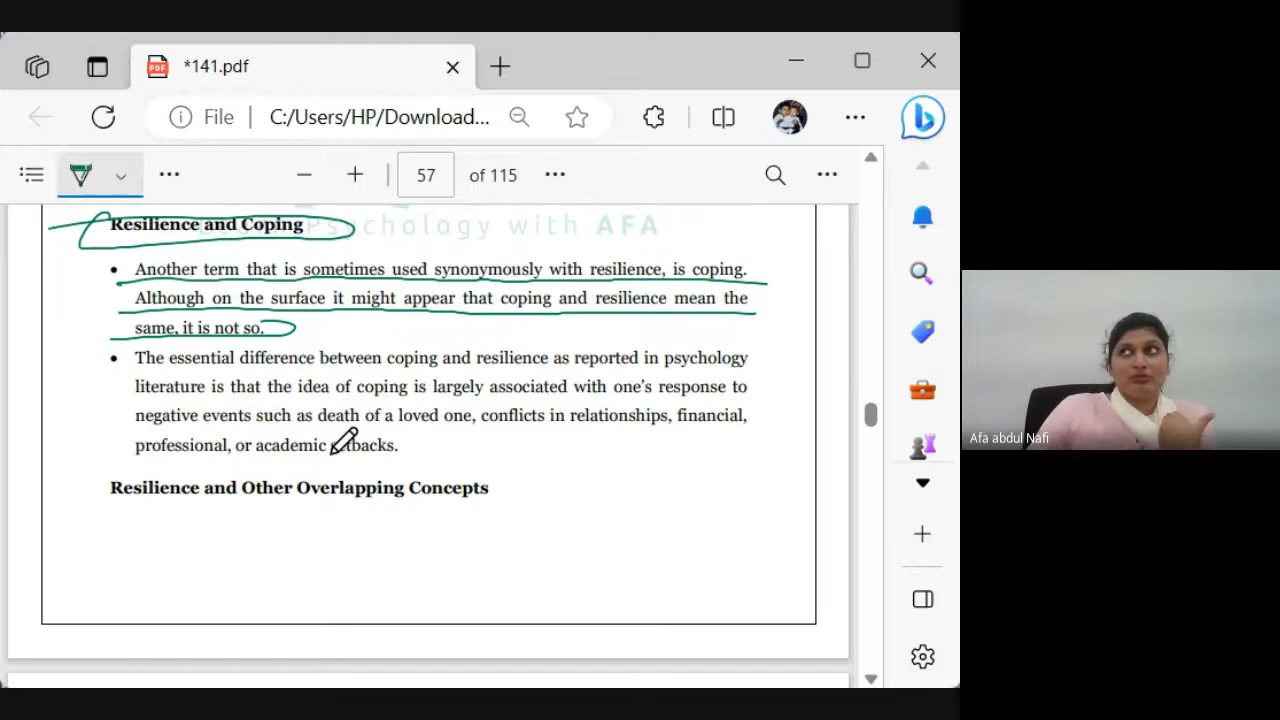 *141.pdf
File
C:/Users/HP/Download...
57 of 115
Psychology with AFA
Resilience and Coping
• Another term that is sometimes used synonymously with resilience, is coping.
Although on the surface it might appear that coping and resilience mean the
same, it is not so.
• The essential difference between coping and resilience as reported in psychology
literature is that the idea of coping is largely associated with one's response to
negative events such as death of a loved one, conflicts in relationships, financial,
professional, or academic setbacks.
Resilience and Other Overlapping Concepts
Afa abdul Nafi